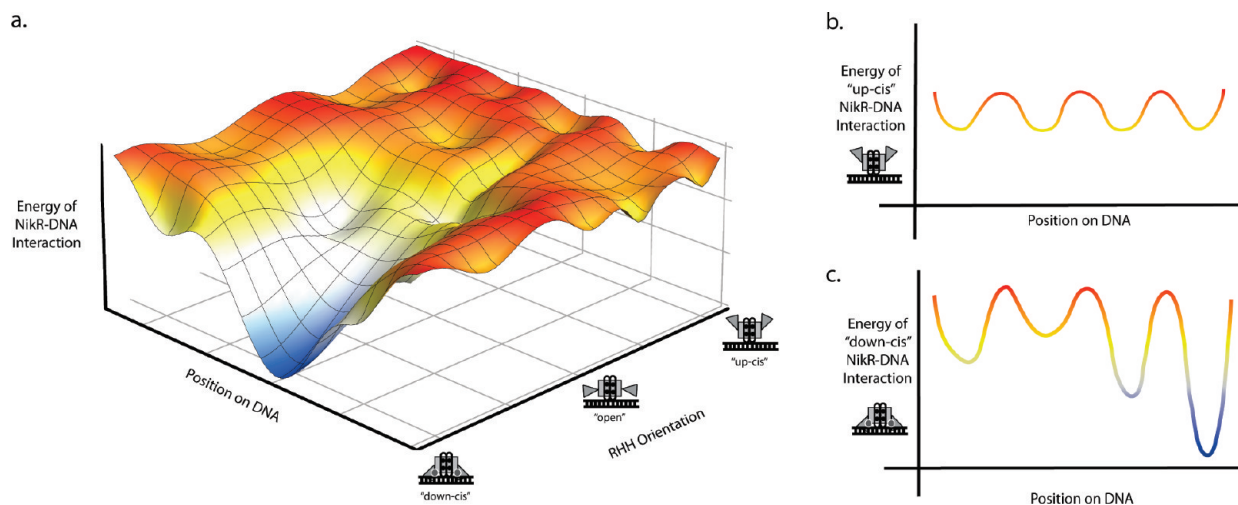 a.
Energy of
NikR-DNA
Interaction
Position on DNA
"down-cis"
"open"
"up-cis"
RHH Orientation
b.
Energy of
"up-cis"
NikR-DNA
Interaction
Position on DNA
c.
Energy of
"down-cis"
NikR-DNA
Interaction
Position on DNA